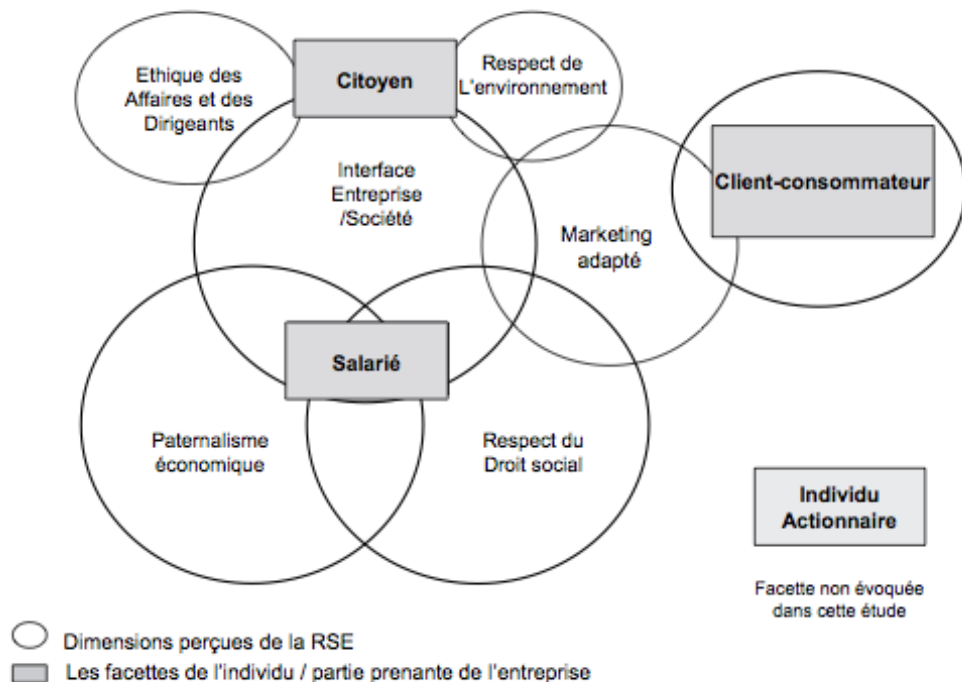 Ethique des
Affaires et des
Dirigeants
Citoyen
Respect de
L'environnement
Interface
Entreprise
/Société
Client-consommateur
Marketing
adapté
Salarié
Paternalisme
économique
Respect du
Droit social
Individu
Actionnaire
Facette non évoquée
dans cette étude
Dimensions perçues de la RSE
Les facettes de l'individu / partie prenante de l'entreprise